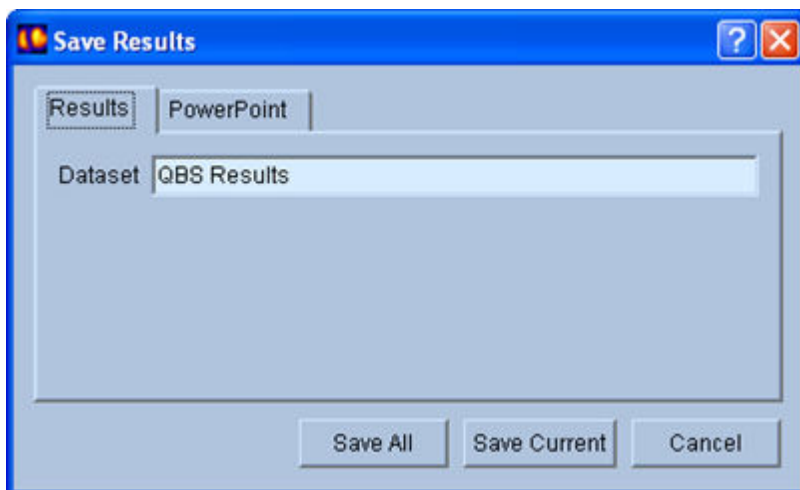 Save Results
?
Results PowerPoint
Dataset QBS Results
Save All Save Current Cancel